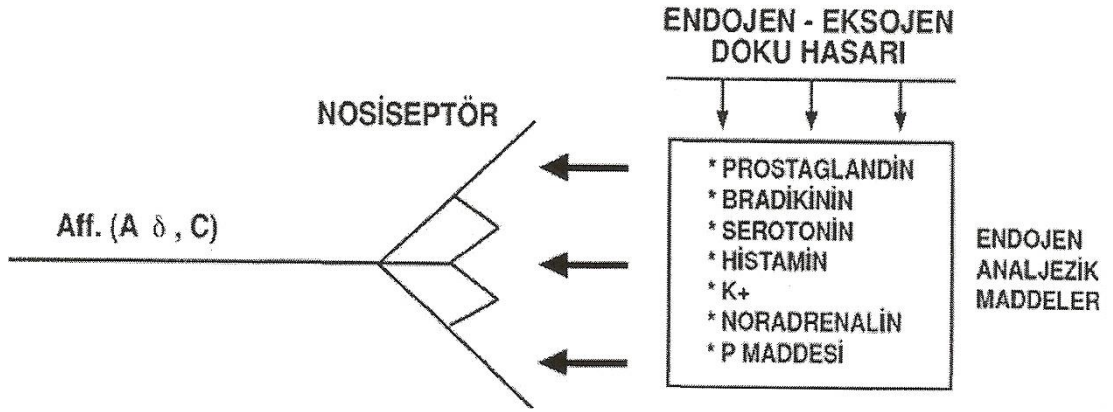 ENDOJEN - EKSOJEN
DOKU HASARI
NOSİSEPTÖR
Aff. (A δ , C)
* PROSTAGLANDİN
* BRADİKİNİN
* SEROTONİN
* HİSTAMİN
* K+
* NORADRENALİN
* P MADDESİ
ENDOJEN
ANALJEZİK
MADDELER